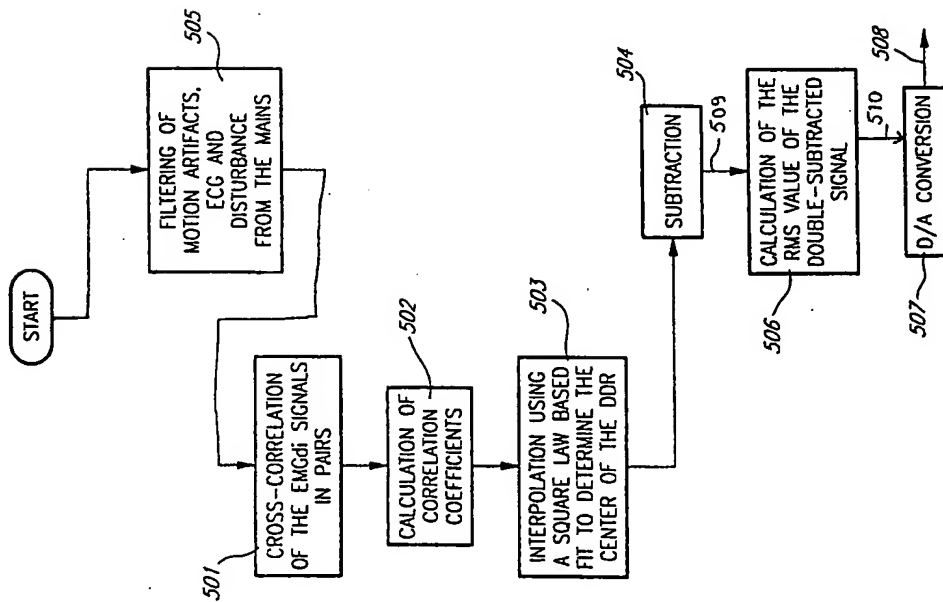 START
FILTERING OF
MOTION ARTIFACTS,
ECG AND
DISTURBANCE
FROM THE MAINS
505
CROSS-CORRELATION
OF THE EMGdi SIGNALS
IN PAIRS
501
CALCULATION OF
CORRELATION
COEFFICIENTS
502
INTERPOLATION USING
A SQUARE LAW BASED
FIT TO DETERMINE THE
CENTER OF THE DDR
503
SUBTRACTION
504
509
CALCULATION OF THE
RMS VALUE OF THE
DOUBLE-SUBTRACTED
SIGNAL
506
510
D/A CONVERSION
507
508